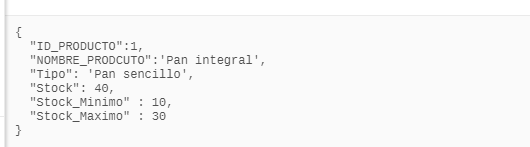 {
"ID_PRODUCTO":1,
"NOMBRE_PRODCUTO":'Pan integral',
"Tipo": 'Pan sencillo',
"Stock": 40,
"Stock_Minimo" : 10,
"Stock_Maximo" : 30
}